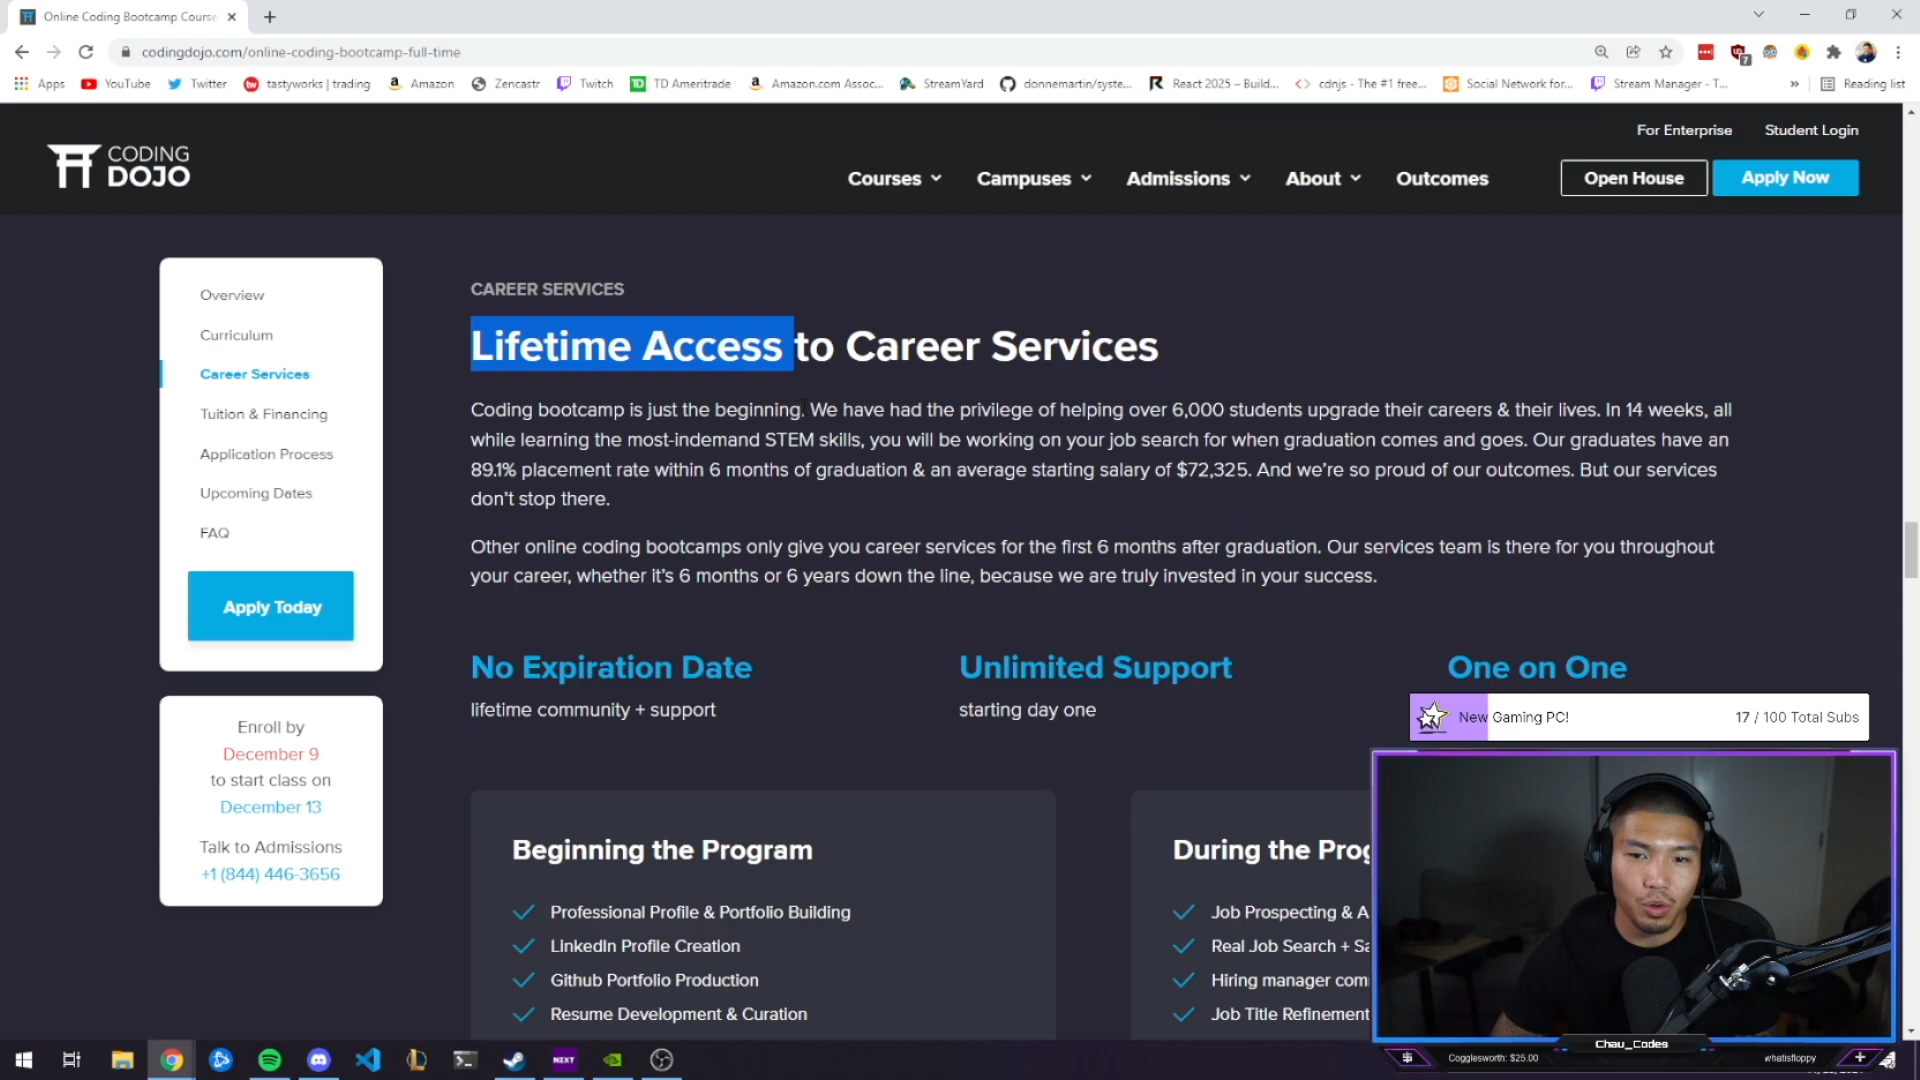 Online Coding Bootcamp Course
codingdojo.com/online-coding-bootcamp-full-time
7
Apps
YouTube
Twitter
tastyworks | trading
Amazon
Zencastr
Twitch
TD Ameritrade
Amazon.com Assoc...
StreamYard
donnemartin/syste...
React 2025 – Build...
cdnjs - The #1 free...
Social Network for...
Stream Manager - T...
»
Reading list
For Enterprise
Student Login
CODING
DOJO
Courses
Campuses
Admissions
About
Outcomes
Open House
Apply Now
Overview
Curriculum
Career Services
Tuition & Financing
Application Process
Upcoming Dates
FAQ
Apply Today
Enroll by
December 9
to start class on
December 13
Talk to Admissions
+1 (844) 446-3656
CAREER SERVICES
Lifetime Access to Career Services
Coding bootcamp is just the beginning. We have had the privilege of helping over 6,000 students upgrade their careers & their lives. In 14 weeks, all
while learning the most-indemand STEM skills, you will be working on your job search for when graduation comes and goes. Our graduates have an
89.1% placement rate within 6 months of graduation & an average starting salary of $72,325. And we're so proud of our outcomes. But our services
don't stop there.
Other online coding bootcamps only give you career services for the first 6 months after graduation. Our services team is there for you throughout
your career, whether it's 6 months or 6 years down the line, because we are truly invested in your success.
No Expiration Date
lifetime community + support
Unlimited Support
starting day one
One on One
New Gaming PC!
17 / 100 Total Subs
Beginning the Program
Professional Profile & Portfolio Building
LinkedIn Profile Creation
Github Portfolio Production
Resume Development & Curation
During the Prog
Job Prospecting & A
Real Job Search + Sa
Hiring manager com
Job Title Refinement
Chau_Codes
Cogglesworth: $25.00
whatisfloppy
NZXT